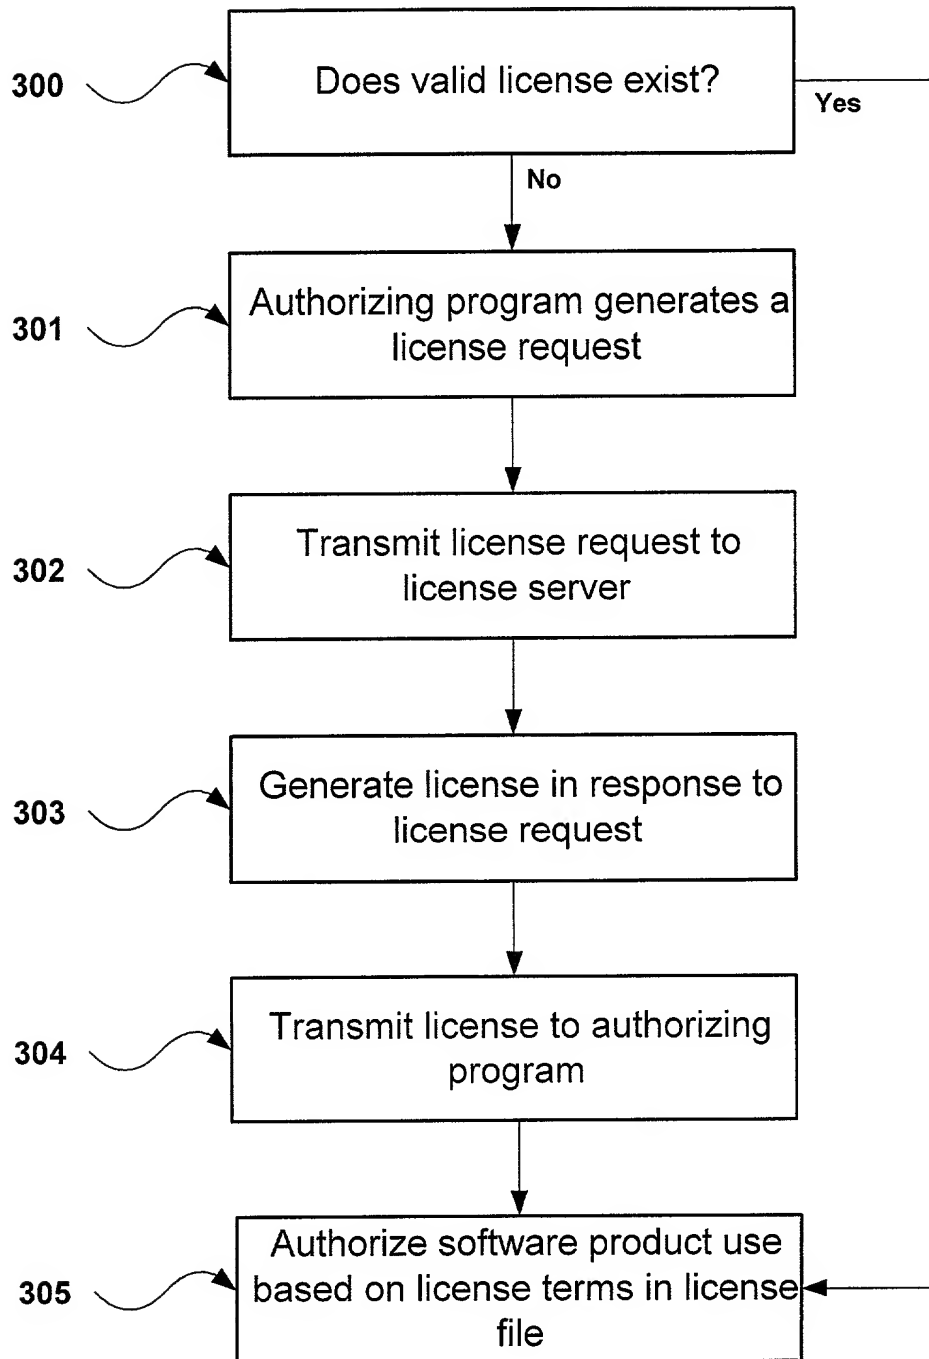 300
Does valid license exist?
Yes
No
301
Authorizing program generates a
license request
302
Transmit license request to
license server
303
Generate license in response to
license request
304
Transmit license to authorizing
program
305
Authorize software product use
based on license terms in license
file